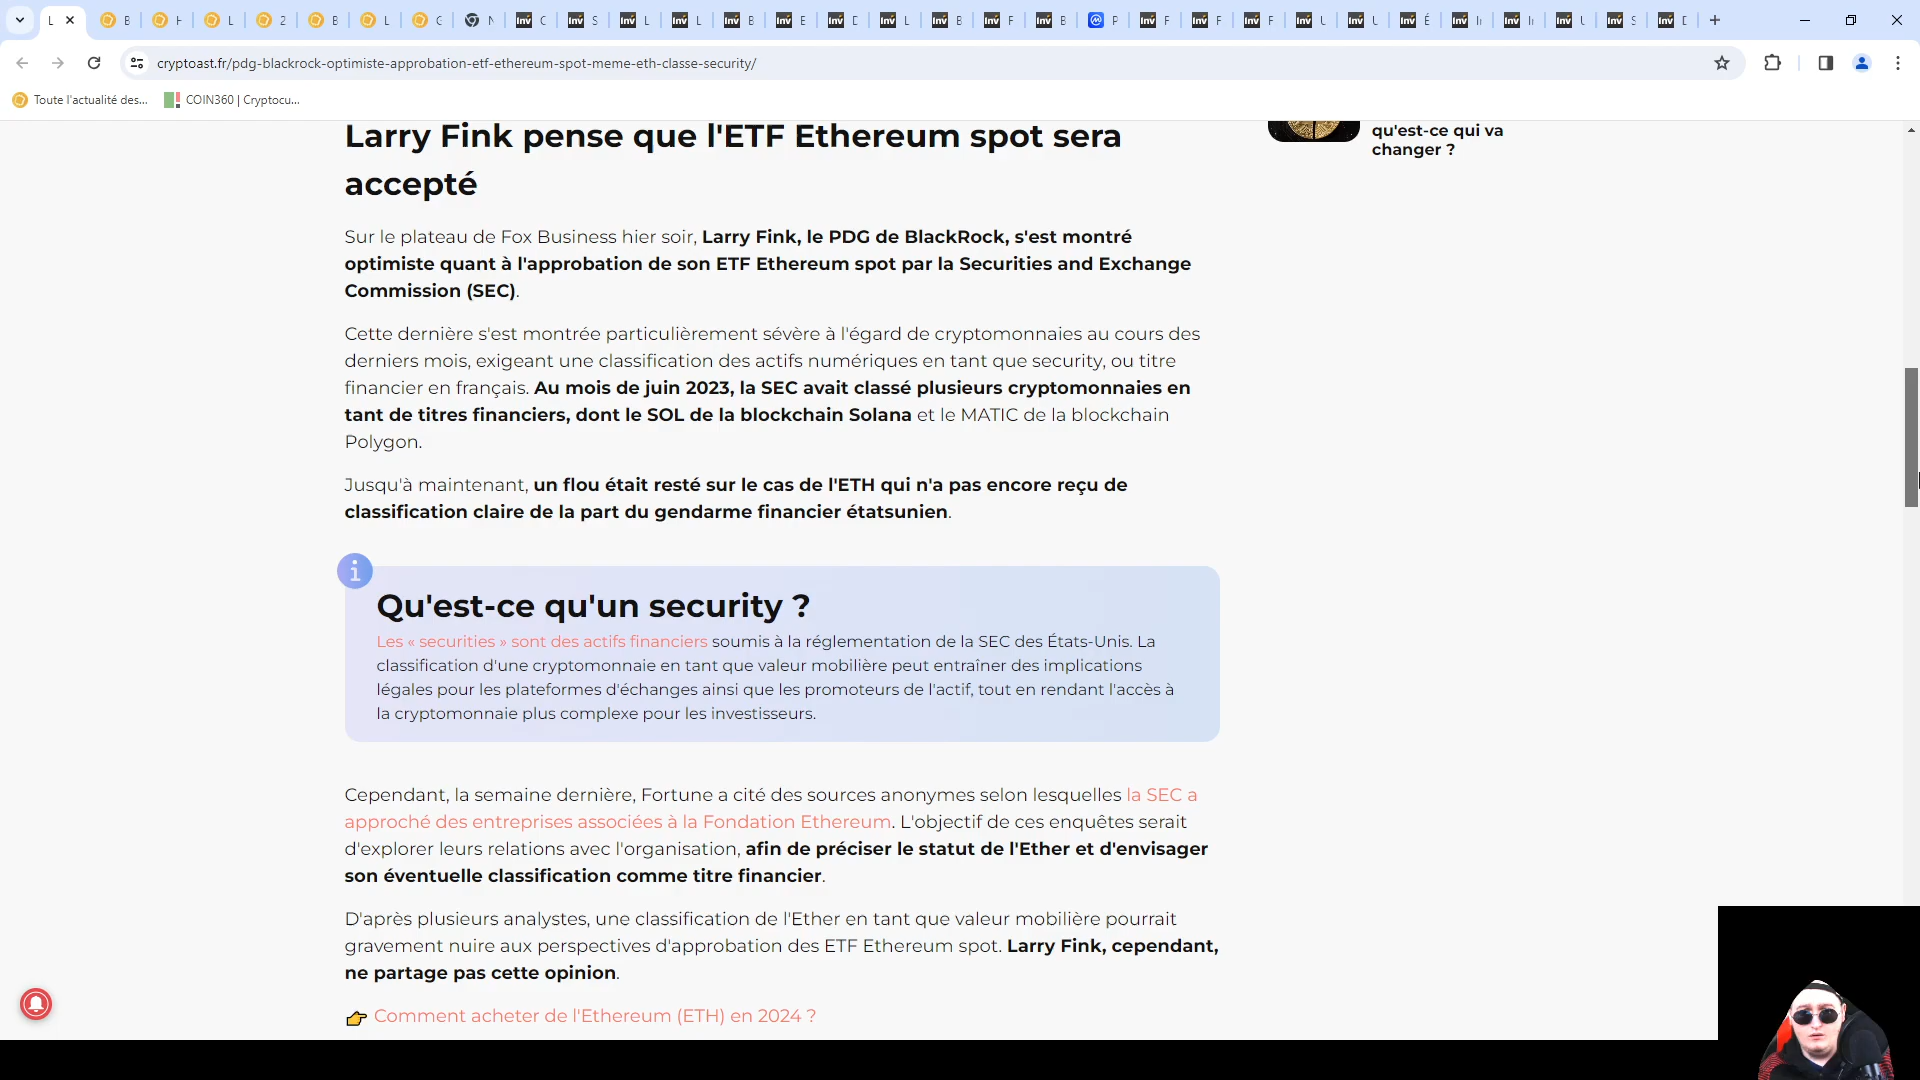 L B H L 2 B L G N C S L L B E D L B F B P F F F U U É I I U S D
cryptoast.fr/pdg-blackrock-optimiste-approbation-etf-ethereum-spot-meme-eth-classe-security/
Toute l'actualité des... COIN360 | Cryptocu...
Larry Fink pense que l'ETF Ethereum spot sera
accepté
qu'est-ce qui va
changer ?
Sur le plateau de Fox Business hier soir, Larry Fink, le PDG de BlackRock, s'est montré
optimiste quant à l'approbation de son ETF Ethereum spot par la Securities and Exchange
Commission (SEC).
Cette dernière s'est montrée particulièrement sévère à l'égard de cryptomonnaies au cours des
derniers mois, exigeant une classification des actifs numériques en tant que security, ou titre
financier en français. Au mois de juin 2023, la SEC avait classé plusieurs cryptomonnaies en
tant de titres financiers, dont le SOL de la blockchain Solana et le MATIC de la blockchain
Polygon.
Jusqu'à maintenant, un flou était resté sur le cas de l'ETH qui n'a pas encore reçu de
classification claire de la part du gendarme financier étatsunien.
Qu'est-ce qu'un security ?
Les « securities » sont des actifs financiers soumis à la réglementation de la SEC des États-Unis. La
classification d'une cryptomonnaie en tant que valeur mobilière peut entraîner des implications
légales pour les plateformes d'échanges ainsi que les promoteurs de l'actif, tout en rendant l'accès à
la cryptomonnaie plus complexe pour les investisseurs.
Cependant, la semaine dernière, Fortune a cité des sources anonymes selon lesquelles la SEC a
approché des entreprises associées à la Fondation Ethereum. L'objectif de ces enquêtes serait
d'explorer leurs relations avec l'organisation, afin de préciser le statut de l'Ether et d'envisager
son éventuelle classification comme titre financier.
D'après plusieurs analystes, une classification de l'Ether en tant que valeur mobilière pourrait
gravement nuire aux perspectives d'approbation des ETF Ethereum spot. Larry Fink, cependant,
ne partage pas cette opinion.
Comment acheter de l'Ethereum (ETH) en 2024 ?